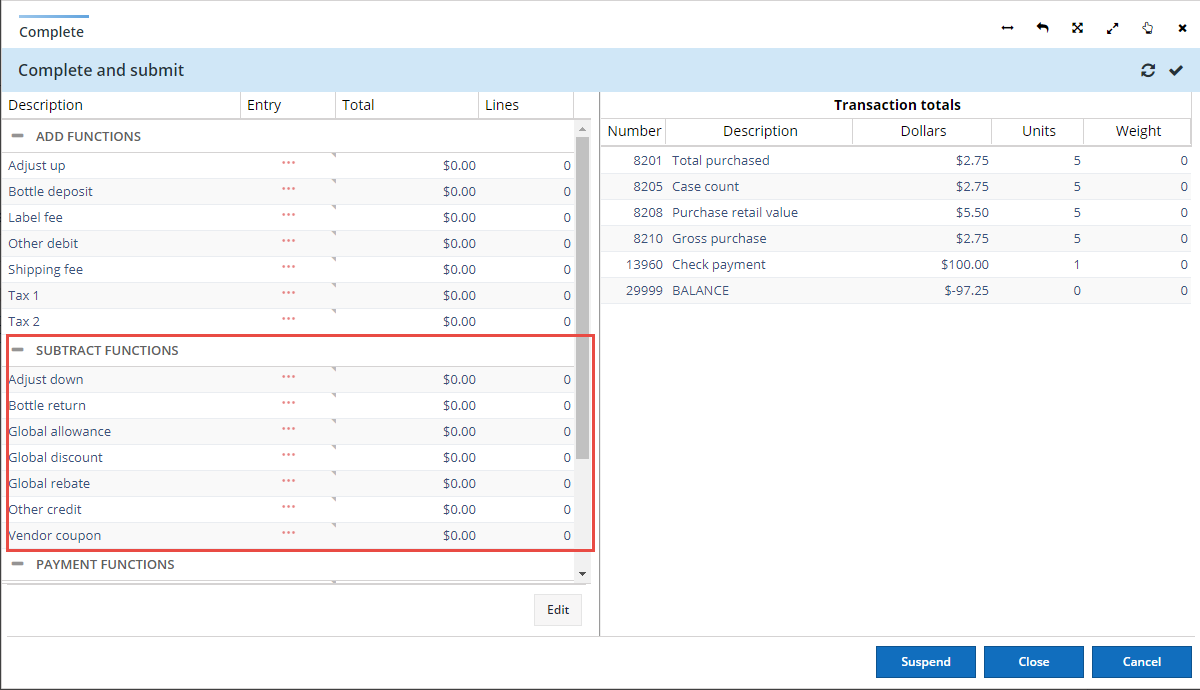 Complete
Complete and submit
Description Entry Total Lines
ADD FUNCTIONS
Adjust up ... $0.00 0
Bottle deposit ... $0.00 0
Label fee ... $0.00 0
Other debit ... $0.00 0
Shipping fee ... $0.00 0
Tax 1 ... $0.00 0
Tax 2 ... $0.00 0
SUBTRACT FUNCTIONS
Adjust down ... $0.00 0
Bottle return ... $0.00 0
Global allowance ... $0.00 0
Global discount ... $0.00 0
Global rebate ... $0.00 0
Other credit ... $0.00 0
Vendor coupon ... $0.00 0
PAYMENT FUNCTIONS
Edit
Transaction totals
Number Description Dollars Units Weight
8201 Total purchased $2.75 5 0
8205 Case count $2.75 5 0
8208 Purchase retail value $5.50 5 0
8210 Gross purchase $2.75 5 0
13960 Check payment $100.00 1 0
29999 BALANCE $-97.25 0 0
Suspend Close Cancel